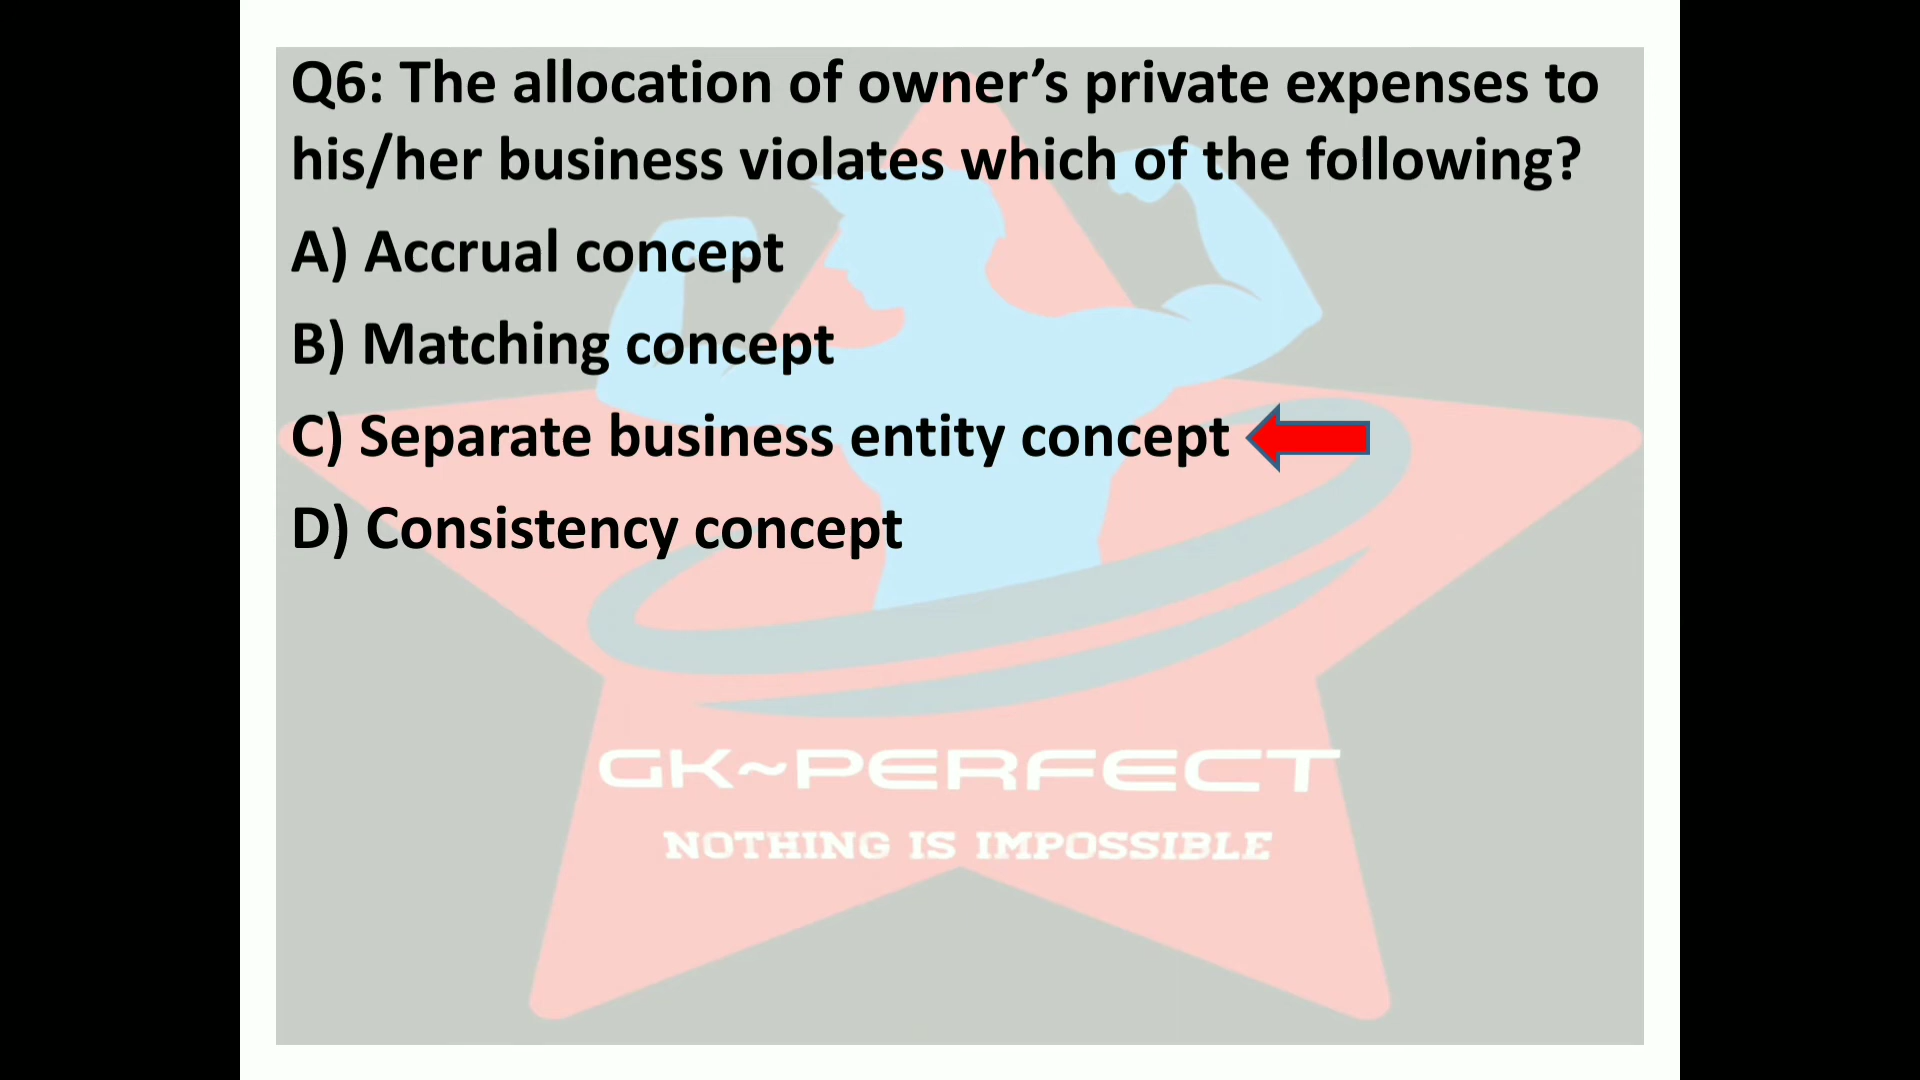 Q6: The allocation of owner’s private expenses to
his/her business violates which of the following?
A) Accrual concept
B) Matching concept
C) Separate business entity concept
D) Consistency concept
GK~PERFECT
NOTHING IS IMPOSSIBLE